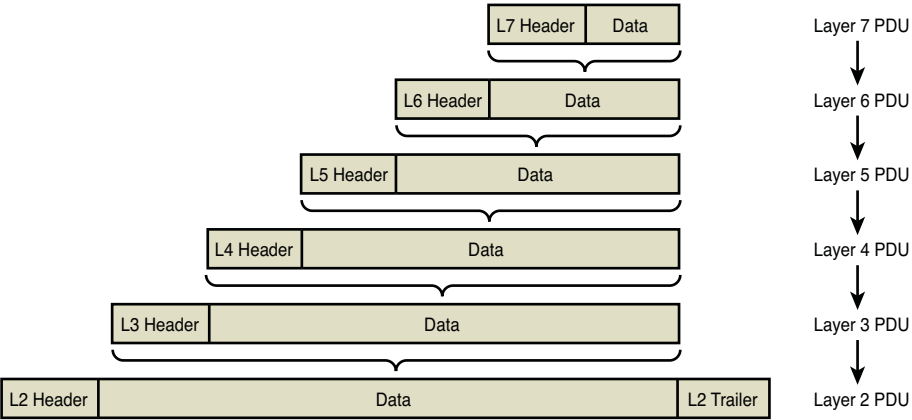 L7 Header Data Layer 7 PDU
L6 Header Data Layer 6 PDU
L5 Header Data Layer 5 PDU
L4 Header Data Layer 4 PDU
L3 Header Data Layer 3 PDU
L2 Header Data L2 Trailer Layer 2 PDU